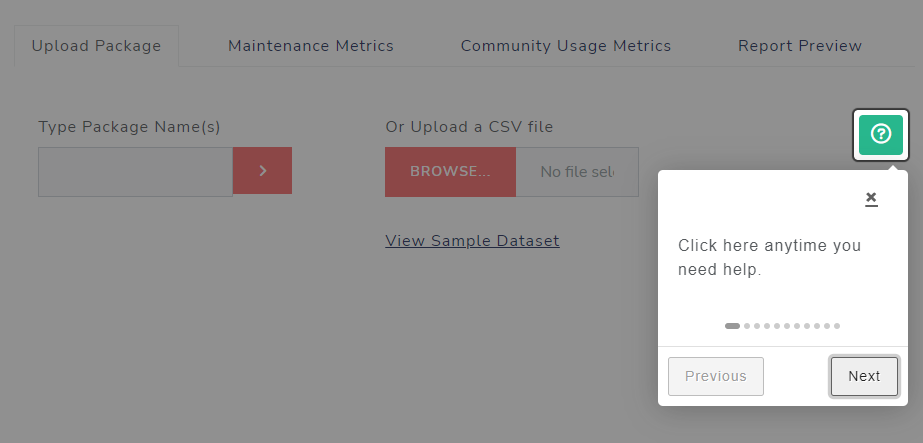 Upload Package
Maintenance Metrics
Community Usage Metrics
Report Preview
Type Package Name(s)
Or Upload a CSV file
BROWSE...
No file sel
View Sample Dataset
Click here anytime you
need help.
Previous
Next